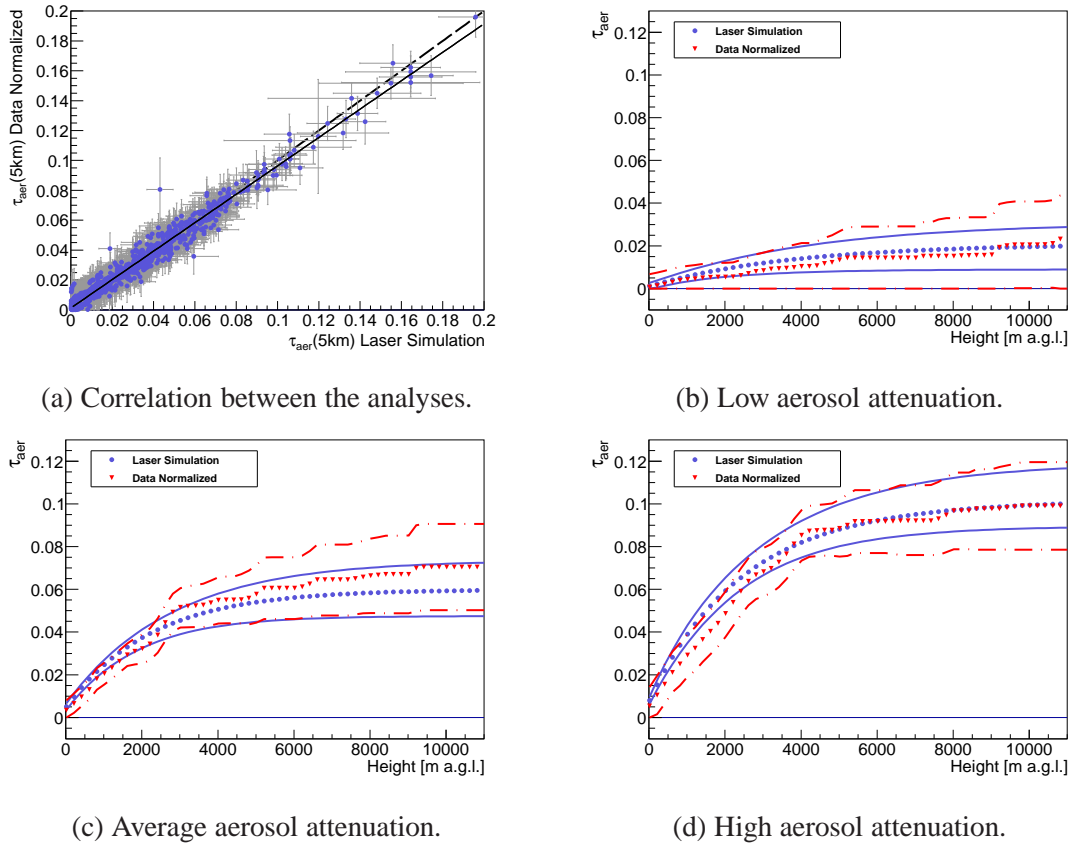 τaer(5km) Data Normalized
0.2
0.18
0.16
0.14
0.12
0.1
0.08
0.06
0.04
0.02
0
0 0.02 0.04 0.06 0.08 0.1 0.12 0.14 0.16 0.18 0.2
τaer(5km) Laser Simulation
(a) Correlation between the analyses.
τaer
Laser Simulation
Data Normalized
0.12
0.1
0.08
0.06
0.04
0.02
0
0 2000 4000 6000 8000 10000
Height [m a.g.l.]
(b) Low aerosol attenuation.
τaer
Laser Simulation
Data Normalized
0.12
0.1
0.08
0.06
0.04
0.02
0
0 2000 4000 6000 8000 10000
Height [m a.g.l.]
(c) Average aerosol attenuation.
τaer
Laser Simulation
Data Normalized
0.12
0.1
0.08
0.06
0.04
0.02
0
0 2000 4000 6000 8000 10000
Height [m a.g.l.]
(d) High aerosol attenuation.